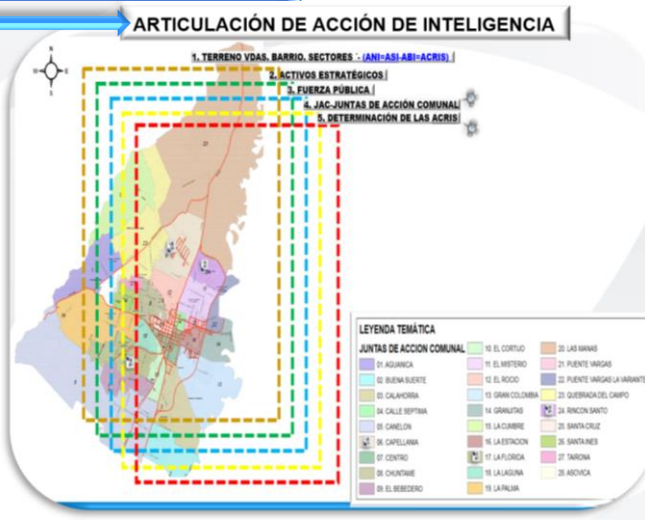 ARTICULACIÓN DE ACCIÓN DE INTELIGENCIA
1. TERRENO VDAS, BARRIO, SECTORES - (ANI=ASI-ABI=ACRIS)
2. ACTIVOS ESTRATÉGICOS
3. FUERZA PÚBLICA
4. JAC-JUNTAS DE ACCIÓN COMUNAL
5. DETERMINACIÓN DE LAS ACRIS
N
S
LEYENDA TEMÁTICA
JUNTAS DE ACCION COMUNAL
01. AGUANICA
02. BUENA SUERTE
03. CALAHORRA
04. CALLE SEPTIMA
05. CANELON
06. CAPELLANIA
07. CENTRO
08. CHUNTAME
09. EL BEBEDERO
10. EL CORTIJO
11. EL MISTERIO
12. EL ROCIO
13. GRAN COLOMBIA
14. GRANJITAS
15. LA CUMBRE
16. LA ESTACION
17. LA FLORIDA
18. LA LAGUNA
19. LA PALMA
20. LAS MANAS
21. PUENTE VARGAS
22. PUENTE VARGAS LA VARIANTE
23. QUEBRADA DEL CAMPO
24. RINCON SANTO
25. SANTA CRUZ
26. SANTA INES
27. TAIRONA
28. ASOVICA